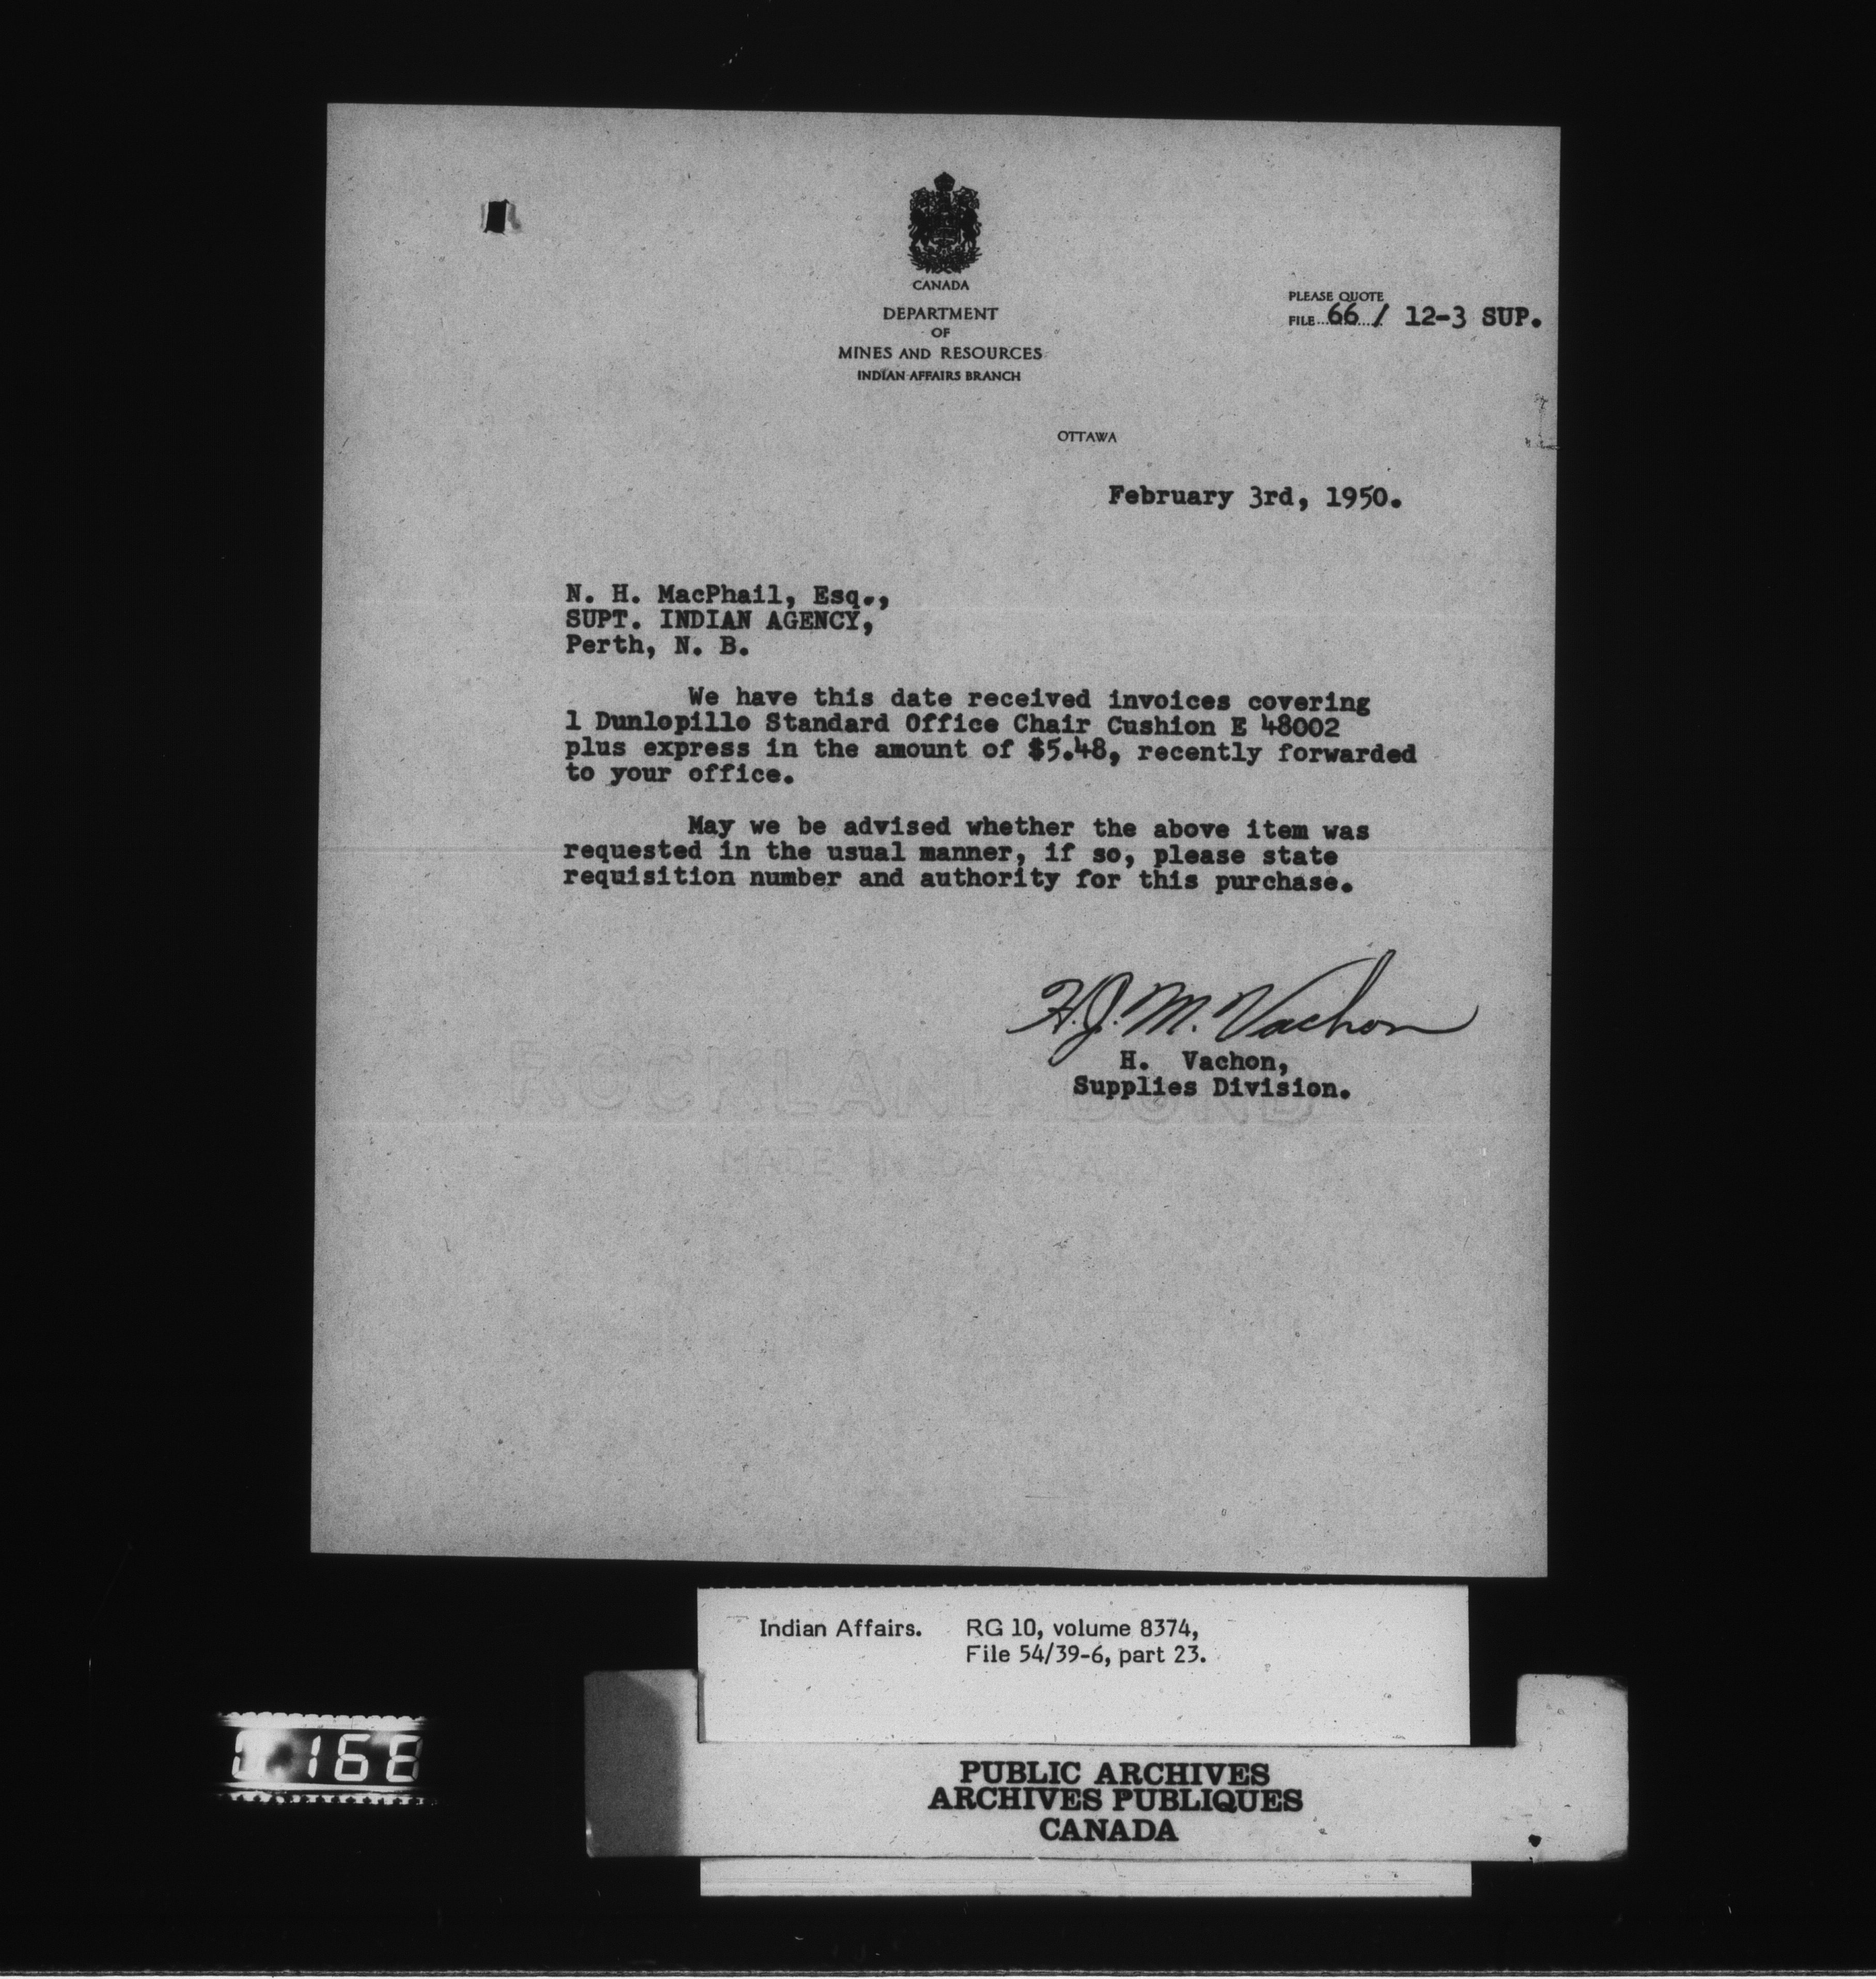 CANADA
DEPARTMENT
OF
MINES AND RESOURCES
INDIAN AFFAIRS BRANCH
PLEASE QUOTE
FILE 66 / 12-3 SUP.
OTTAWA
February 3rd, 1950.
N. H. MacPhail, Esq.,
SUPT. INDIAN AGENCY,
Perth, N. B.
We have this date received invoices covering
1 Dunlopillo Standard Office Chair Cushion E 48002
plus express in the amount of $5.48, recently forwarded
to your office.
May we be advised whether the above item was
requested in the usual manner, if so, please state
requisition number and authority for this purchase.
H.J.M. Vachon
H. Vachon,
Supplies Division.
ROCKLAND BOND
MADE IN CANADA
Indian Affairs. RG 10, volume 8374,
File 54/39-6, part 23.
PUBLIC ARCHIVES
ARCHIVES PUBLIQUES
CANADA